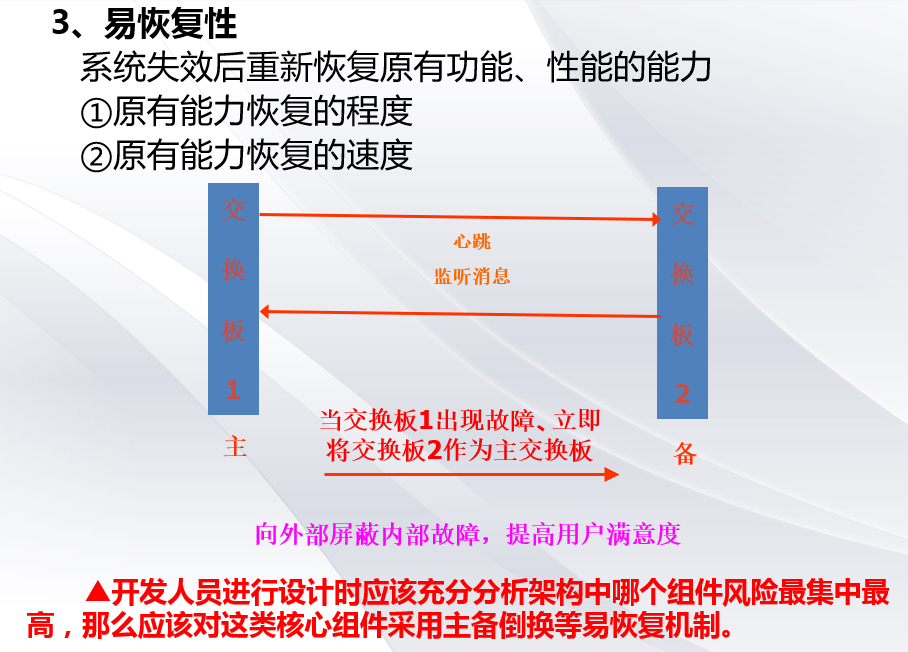 3、易恢复性
系统失效后重新恢复原有功能、性能的能力
①原有能力恢复的程度
②原有能力恢复的速度
交换板1
心跳
监听消息
交换板2
当交换板1出现故障、立即
将交换板2作为主交换板
主
备
向外部屏蔽内部故障，提高用户满意度
▲开发人员进行设计时应该充分分析架构中哪个组件风险最集中最
高，那么应该对这类核心组件采用主备倒换等易恢复机制。